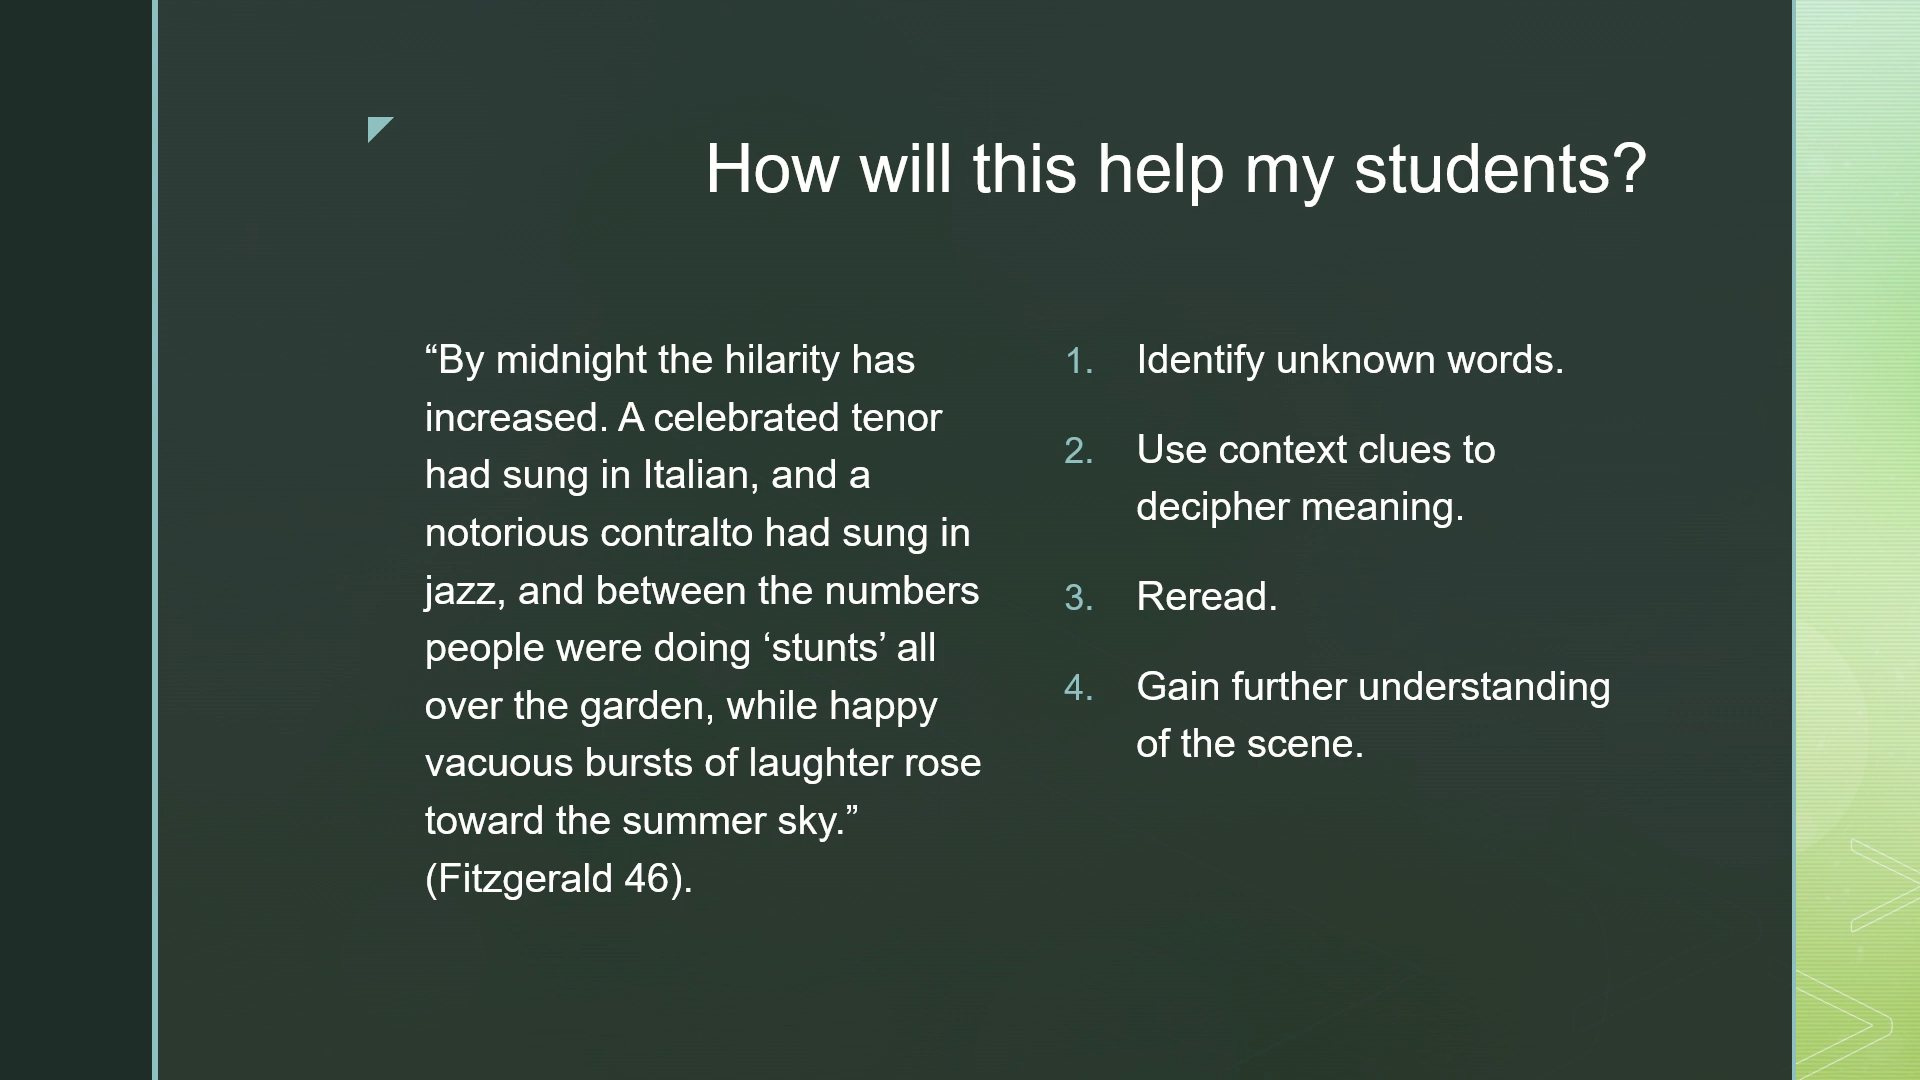 How will this help my students?
“By midnight the hilarity has
increased. A celebrated tenor
had sung in Italian, and a
notorious contralto had sung in
jazz, and between the numbers
people were doing ‘stunts’ all
over the garden, while happy
vacuous bursts of laughter rose
toward the summer sky.”
(Fitzgerald 46).
1. Identify unknown words.
2. Use context clues to
decipher meaning.
3. Reread.
4. Gain further understanding
of the scene.